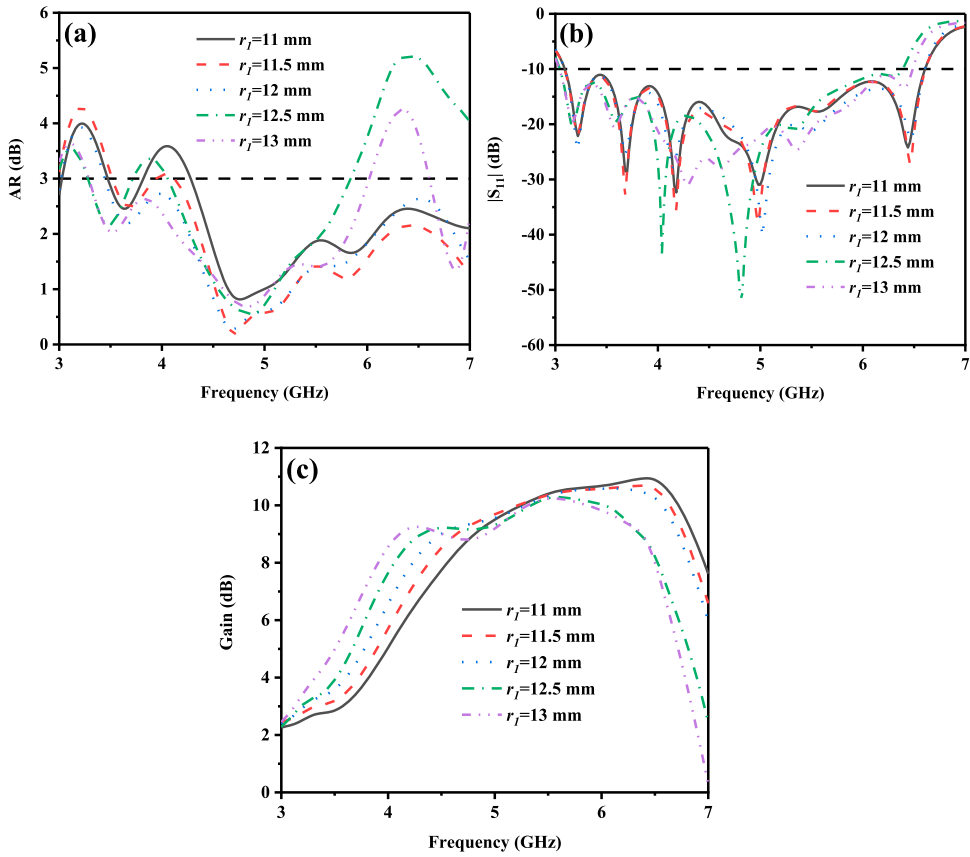 (a)
r1=11 mm
r1=11.5 mm
r1=12 mm
r1=12.5 mm
r1=13 mm
6
5
4
3
2
1
0
AR (dB)
3 4 5 6 7
Frequency (GHz)
(b)
0
-10
-20
-30
-40
-50
-60
|S11| (dB)
r1=11 mm
r1=11.5 mm
r1=12 mm
r1=12.5 mm
r1=13 mm
3 4 5 6 7
Frequency (GHz)
(c)
12
10
8
6
4
2
0
Gain (dB)
r1=11 mm
r1=11.5 mm
r1=12 mm
r1=12.5 mm
r1=13 mm
3 4 5 6 7
Frequency (GHz)